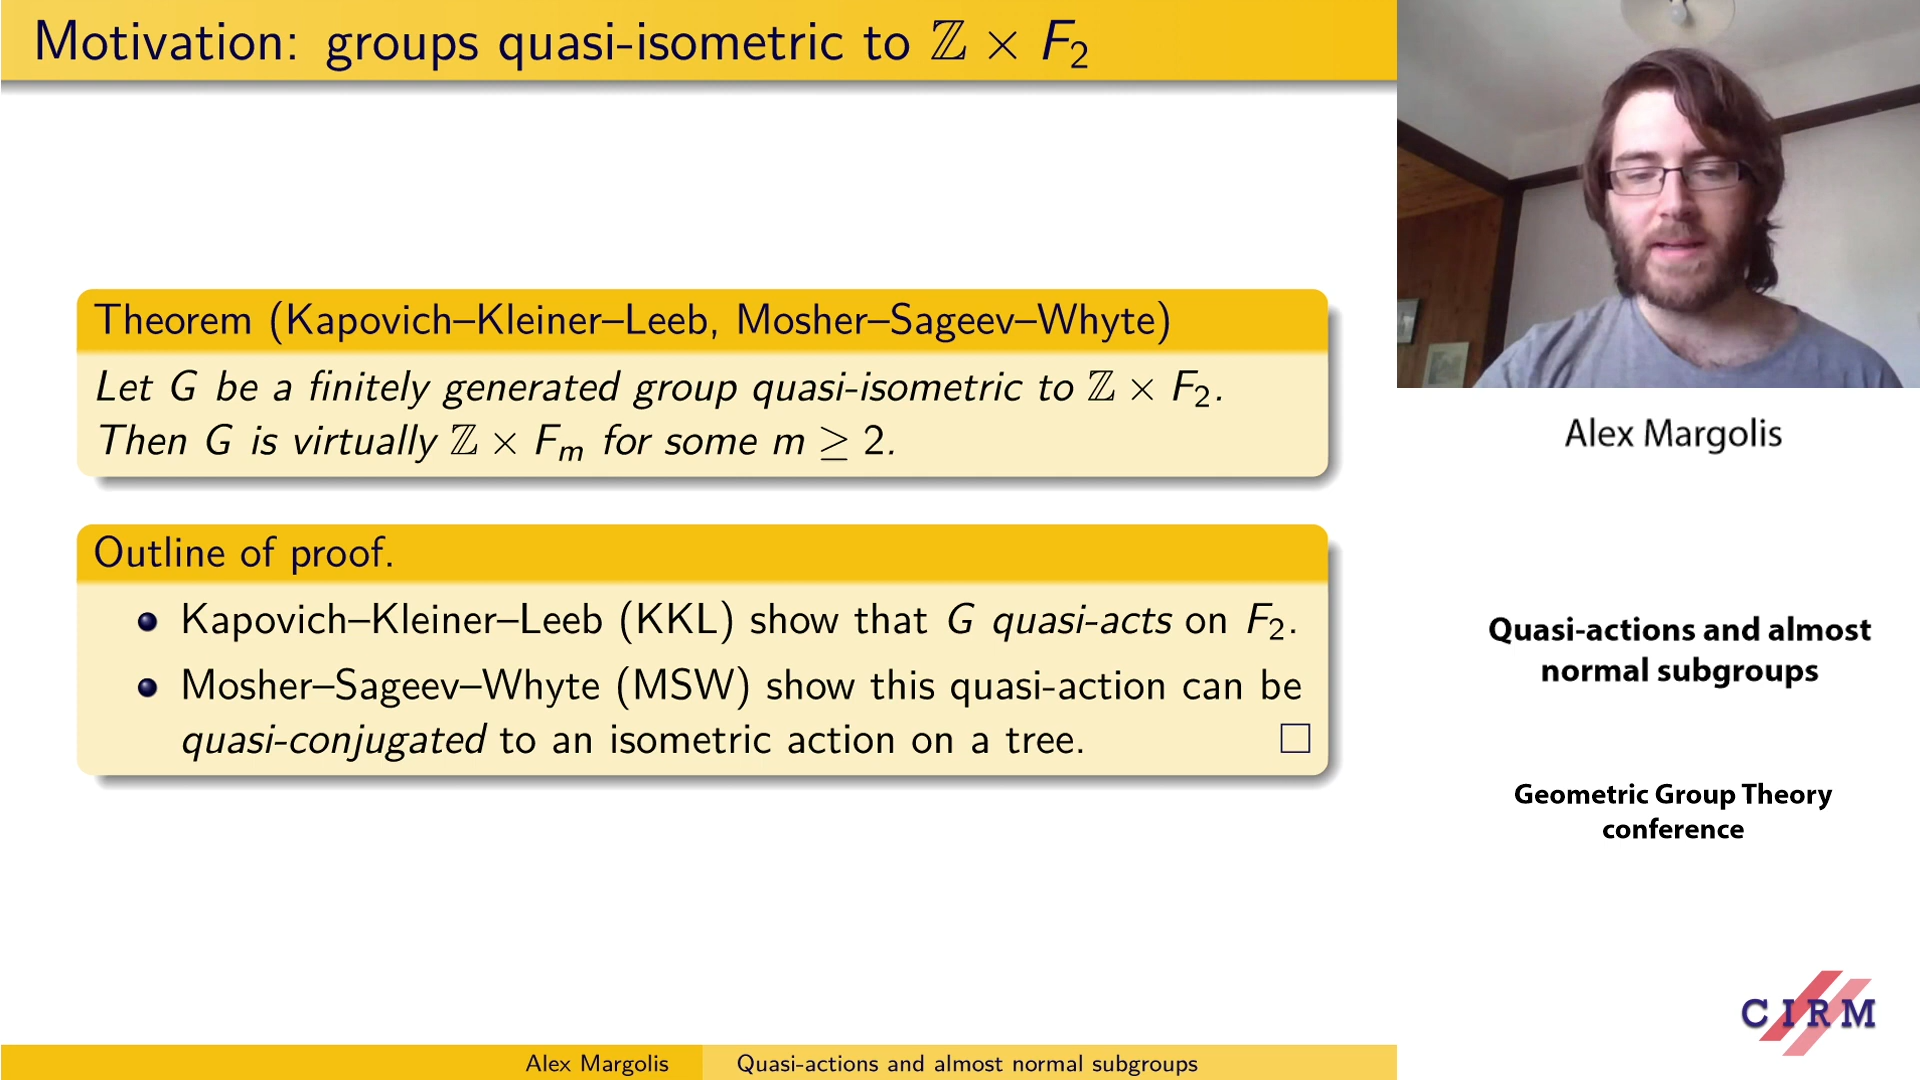 Motivation: groups quasi-isometric to ℤ × F₂
Theorem (Kapovich–Kleiner–Leeb, Mosher–Sageev–Whyte)
Let G be a finitely generated group quasi-isometric to ℤ × F₂.
Then G is virtually ℤ × Fₘ for some m ≥ 2.
Outline of proof.
Kapovich–Kleiner–Leeb (KKL) show that G quasi-acts on F₂.
Mosher–Sageev–Whyte (MSW) show this quasi-action can be
quasi-conjugated to an isometric action on a tree. □
Alex Margolis
Quasi-actions and almost normal subgroups
Alex Margolis
Quasi-actions and almost
normal subgroups
Geometric Group Theory
conference
CIRM